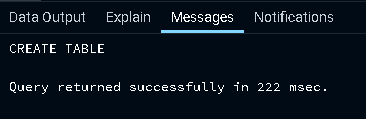 Data Output Explain Messages Notifications
CREATE TABLE
Query returned successfully in 222 msec.